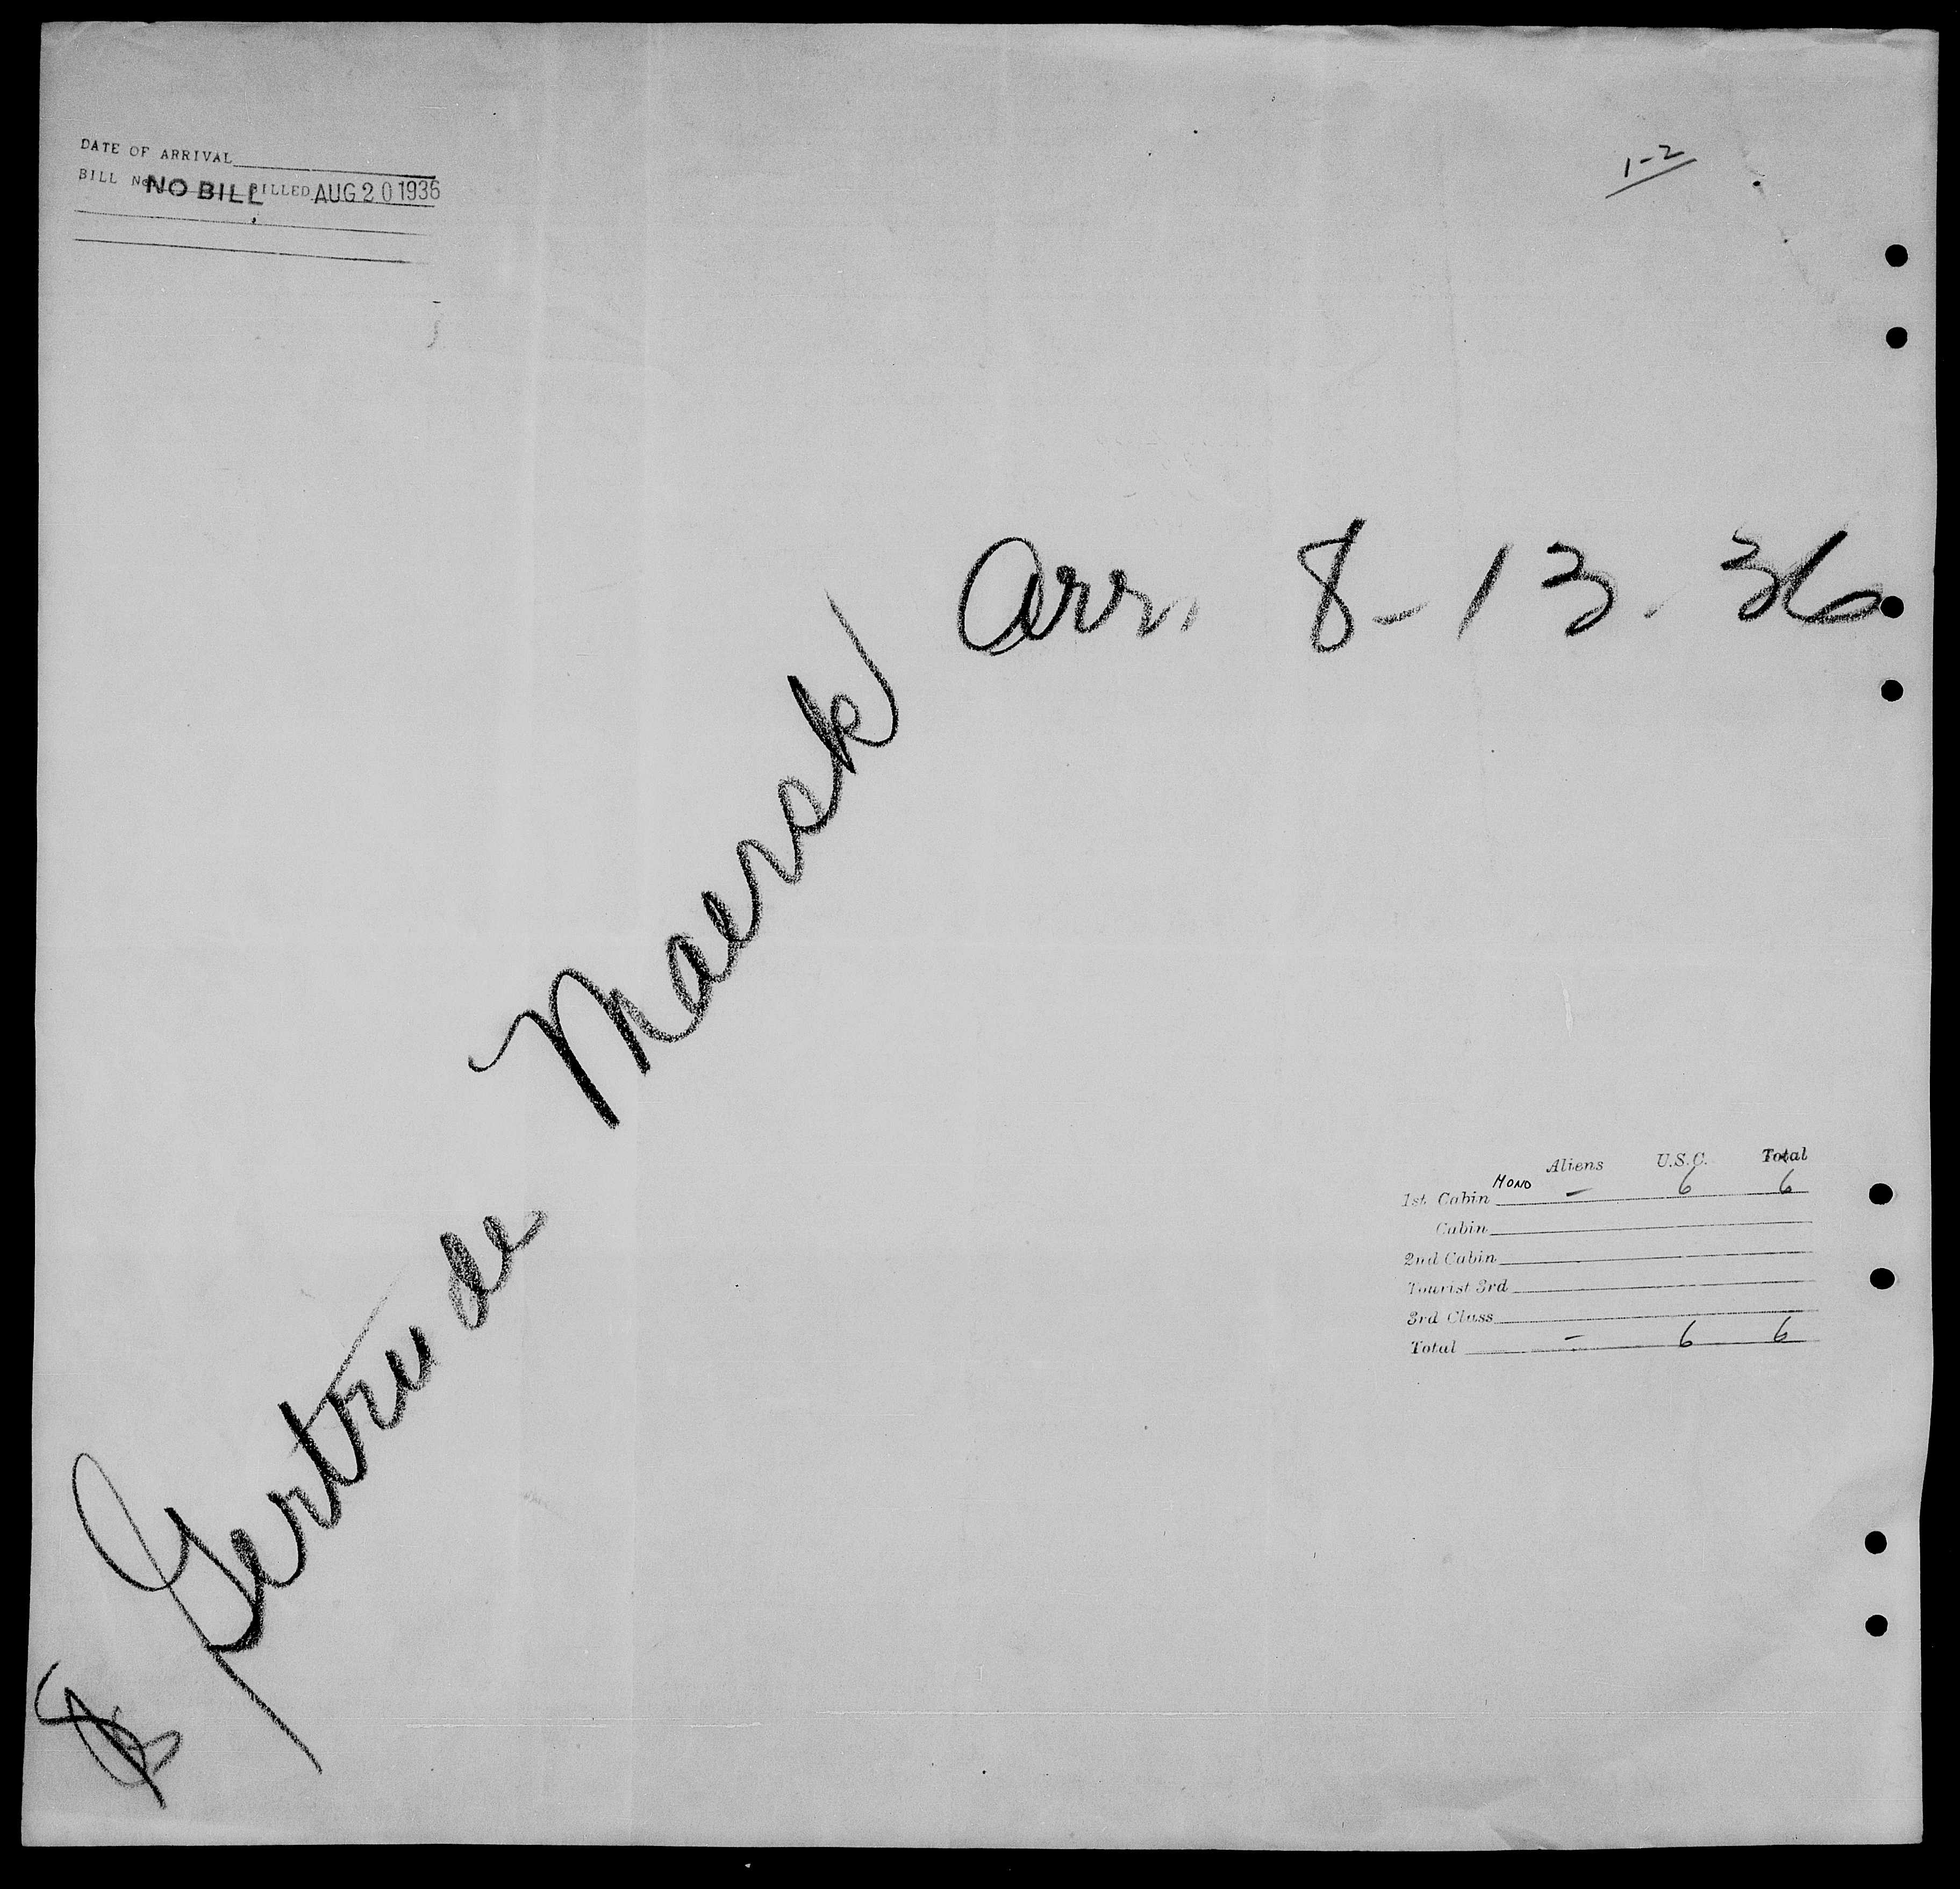 DATE OF ARRIVAL
BILL No. NO BILL BILLED AUG 20 1936
1-2
Arr. 8-13-36
Gertrude Maersk
Aliens U.S.C. Total
1st Cabin HONO - 6 6
Cabin
2nd Cabin
Tourist 3rd
3rd Class
Total - 6 6